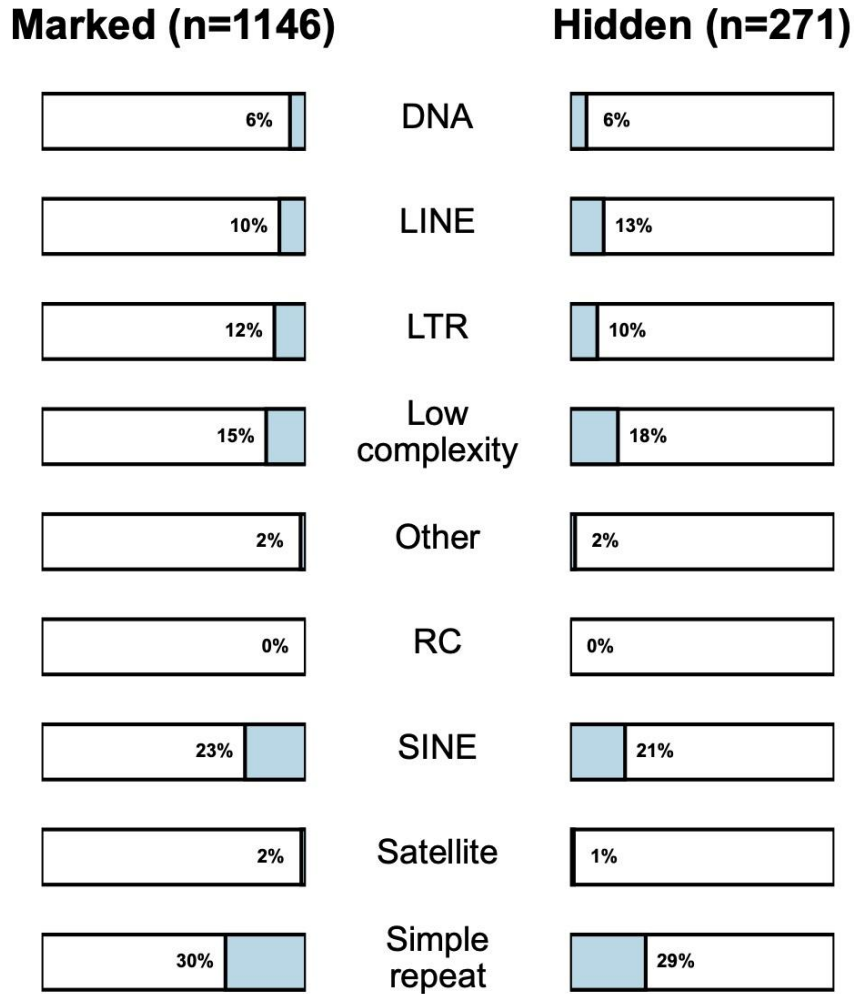 Marked (n=1146) Hidden (n=271)
6% DNA 6%
10% LINE 13%
12% LTR 10%
15% Low complexity 18%
2% Other 2%
0% RC 0%
23% SINE 21%
2% Satellite 1%
30% Simple repeat 29%